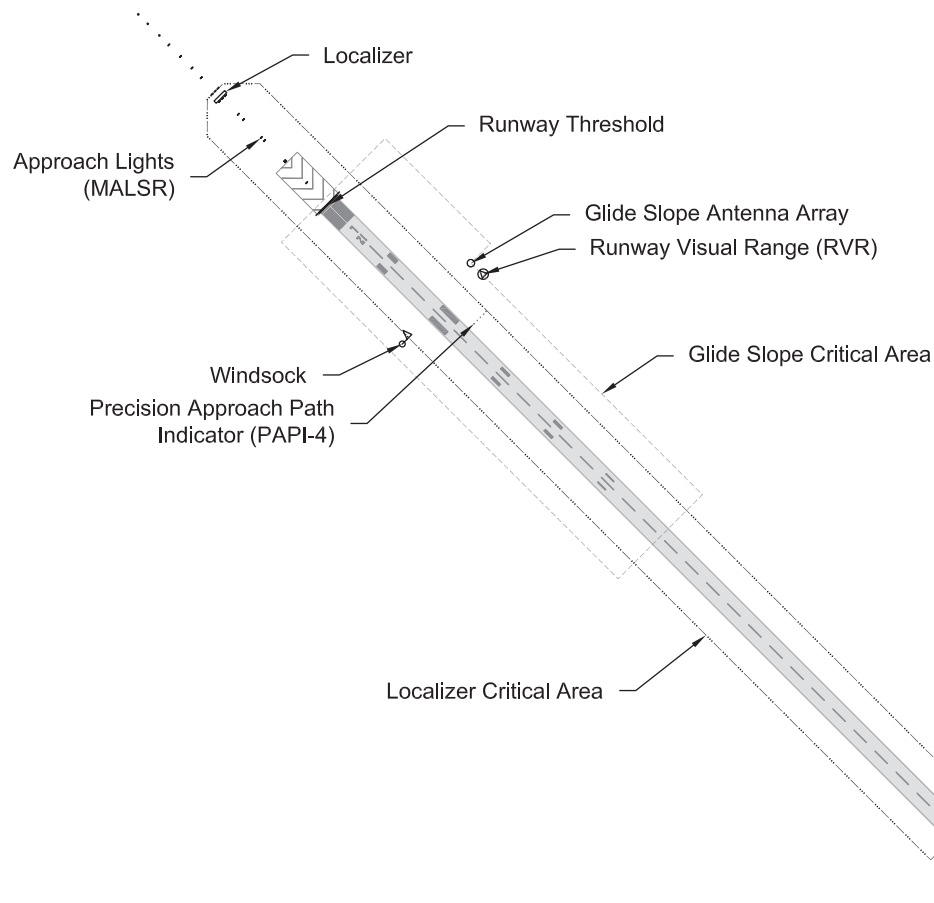 Localizer
Runway Threshold
Approach Lights
(MALSR)
Glide Slope Antenna Array
Runway Visual Range (RVR)
12
Glide Slope Critical Area
Windsock
Precision Approach Path
Indicator (PAPI-4)
Localizer Critical Area